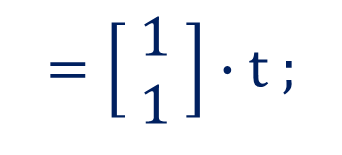 = [1
1] · t ;